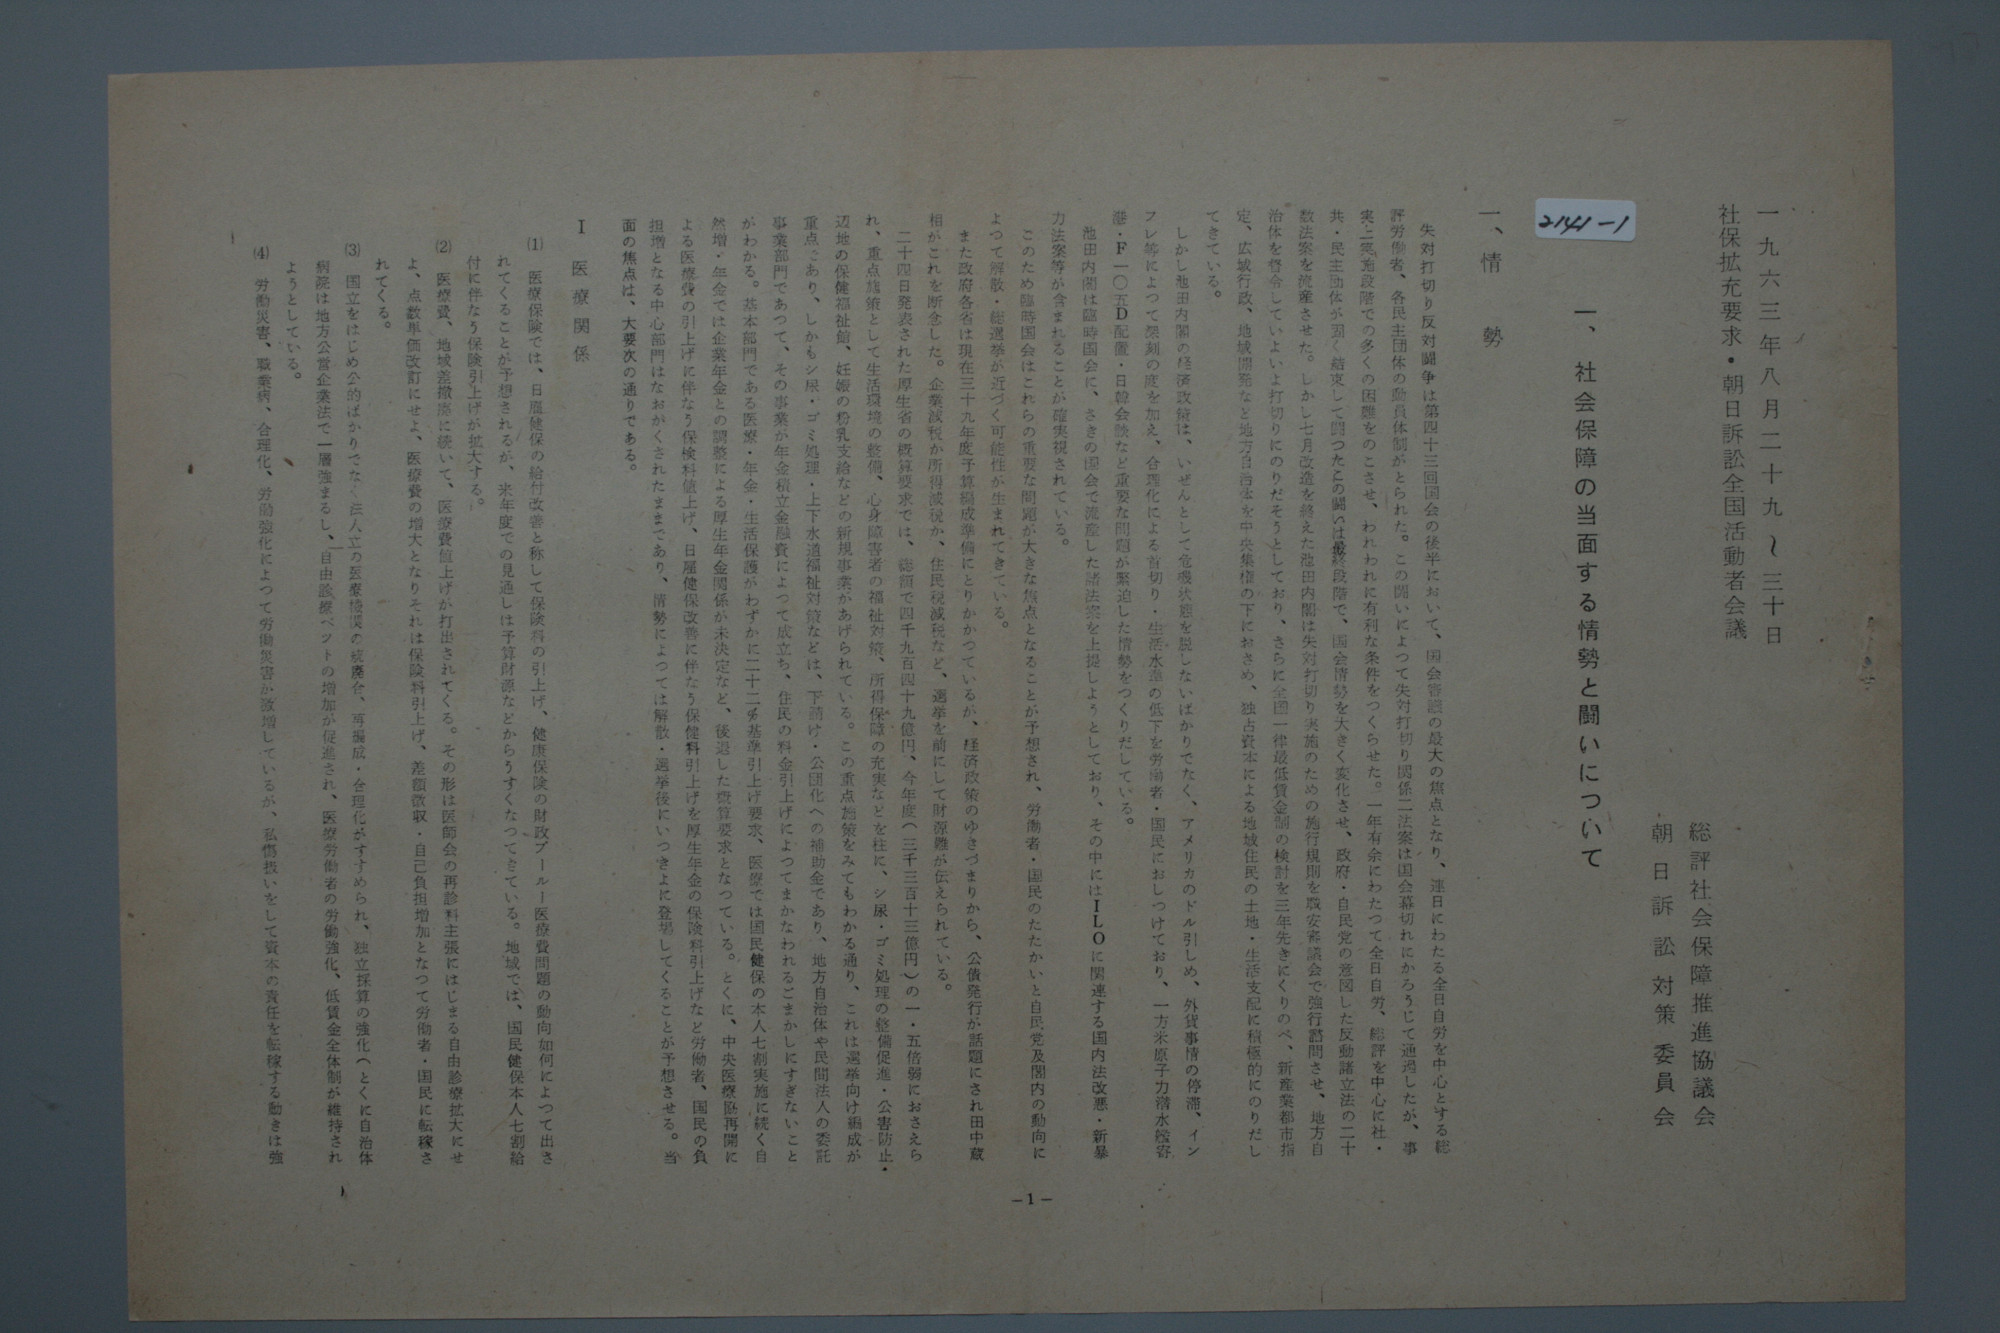 一九六三年八月二十九〜三十日
社保拡充要求・朝日訴訟全国活動者会議
総評社会保障推進協議会
朝日訴訟対策委員会
一、社会保障の当面する情勢と闘いについて
2141-1
一、情勢
失対打切り反対闘争は第四十三回国会の後半において、国会審議の最大の焦点となり、連日にわたる全日自労を中心とする総
評労働者、各民主団体の動員体制がとられた。この闘いによつて失対打切り関係二法案は国会幕切れにかろうじて通過したが、事
実上実施段階での多くの困難をのこさせ、われわれに有利な条件をつくらせた。一年有余にわたつて全日自労、総評を中心に社・
共・民主団体が固く結束して闘つたこの闘いは最終段階で、国会情勢を大きく変化させ、政府・自民党の意図した反動諸立法の二十
数法案を流産させた。しかし七月改造を終えた池田内閣は失対打切り実施のための施行規則を職安審議会で強行諮問させ、地方自
治体を督令していよいよ打切りにのりだそうとしており、さらに全国一律最低賃金制の検討を三年先きにくりのべ、新産業都市指
定、広域行政、地域開発など地方自治体を中央集権の下におさめ、独占資本による地域住民の土地・生活支配に積極的にのりだし
てきている。
しかし池田内閣の経済政策は、いぜんとして危機状態を脱しないばかりでなく、アメリカのドル引しめ、外貨事情の停滞、イン
フレ等によつて深刻の度を加え、合理化による首切り・生活水準の低下を労働者・国民におしつけており、一方米原子力潜水艦寄
港・F一〇五D配置・日韓会談など重要な問題が緊迫した情勢をつくりだしている。
池田内閣は臨時国会に、さきの国会で流産した諸法案を上提しようとしており、その中にはILOに関連する国内法改悪・新暴
力法案等が含まれることが確実視されている。
このため臨時国会はこれらの重要な問題が大きな焦点となることが予想され、労働者・国民のたたかいと自民党及閣内の動向に
よつて解散・総選挙が近づく可能性が生まれてきている。
また政府各省は現在三十九年度予算編成準備にとりかかつているが、経済政策のゆきづまりから、公債発行が話題にされ田中蔵
相がこれを断念した。企業減税か所得減税か、住民税減税など、選挙を前にして財源難が伝えられている。
二十四日発表された厚生省の概算要求では、総額で四千九百四十九億円、今年度（三千三百十三億円）の一・五倍弱におさえら
れ、重点施策として生活環境の整備、心身障害者の福祉対策、所得保障の充実などを柱に、シ尿・ゴミ処理の整備促進・公害防止・
辺地の保健福祉館、妊娠の粉乳支給などの新規事業があげられている。この重点施策をみてもわかる通り、これは選挙向け編成が
重点であり、しかもシ尿・ゴミ処理・上下水道福祉対策などは、下請け・公団化への補助金であり、地方自治体や民間法人の委託
事業部門であつて、その事業が年金積立金融資によつて成立ち、住民の料金引上げによつてまかなわれるごまかしにすぎないこと
がわかる。基本部門である医療・年金・生活保護がわずかに二十二％基準引上げ要求、医療では国民健保の本人七割実施に続く自
然増・年金では企業年金との調整による厚生年金関係が未決定など、後退した概算要求となつている。とくに、中央医療協再開に
よる医療費の引上げに伴なう保検料値上げ、日雇健保改善に伴なう保健料引上げを厚生年金の保険料引上げなど労働者、国民の負
担増となる中心部門はなおかくされたままであり、情勢によつては解散・選挙後にいつきよに登場してくることが予想させる。当
面の焦点は、大要次の通りである。
Ⅰ 医療関係
⑴ 医療保険では、日雇健保の給付改善と称して保険料の引上げ、健康保険の財政プール―医療費問題の動向如何によつて出さ
れてくることが予想されるが、来年度での見通しは予算財源などからうすくなつてきている。地域では、国民健保本人七割給
付に伴なう保険引上げが拡大する。
⑵ 医療費、地域差撤廃に続いて、医療費値上げが打出されてくる。その形は医師会の再診料主張にはじまる自由診療拡大にせ
よ、点数単価改訂にせよ、医療費の増大となりそれは保険料引上げ、差額徴収・自己負担増加となつて労働者・国民に転稼さ
れてくる。
⑶ 国立をはじめ公的ばかりでなく法人立の医療機関の統廃合、再編成・合理化がすすめられ、独立採算の強化（とくに自治体
病院は地方公営企業法で一層強まるし、自由診療ベットの増加が促進され、医療労働者の労働強化、低賃金全体制が維持され
ようとしている。
⑷ 労働災害、職業病、合理化、労働強化によつて労働災害が激増しているが、私傷扱いをして資本の責任を転稼する動きは強
—1—